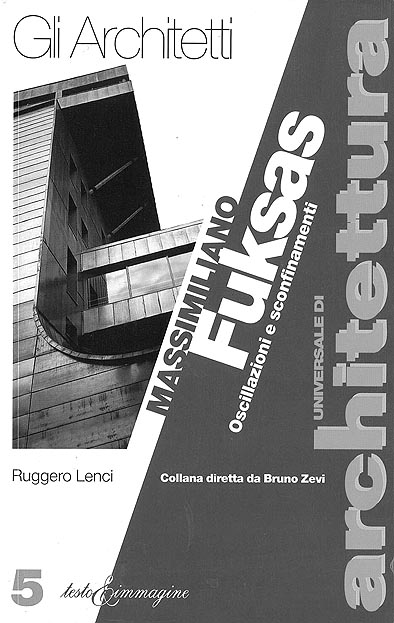 Gli Architetti
MASSIMILIANO
Fuksas
Oscillazioni e sconfinamenti
UNIVERSALE DI
architettura
Ruggero Lenci
Collana diretta da Bruno Zevi
5
testo&immagine